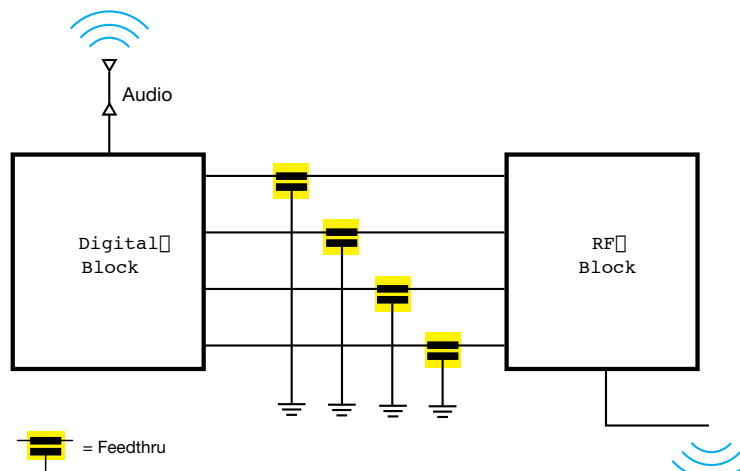 Audio
Digital
Block
RF
Block
= Feedthru